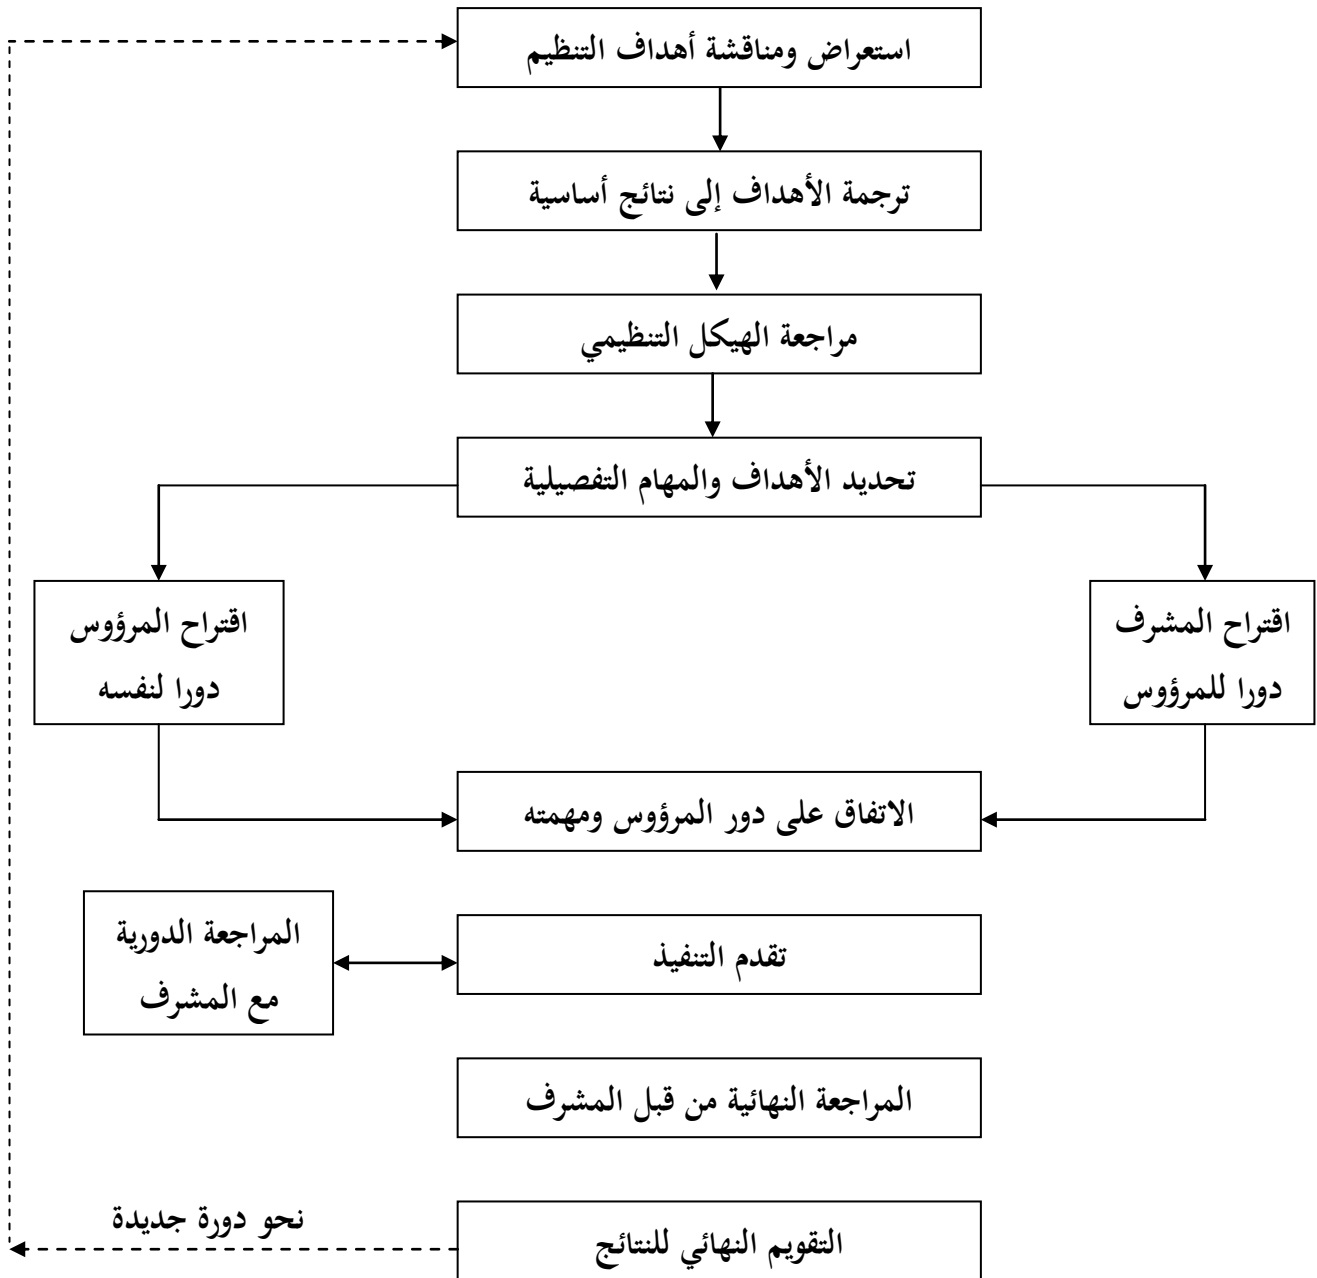 استعراض ومناقشة أهداف التنظيم
ترجمة الأهداف إلى نتائج أساسية
مراجعة الهيكل التنظيمي
تحديد الأهداف والمهام التفصيلية
اقتراح المشرف
دورا للمرؤوس
اقتراح المرؤوس
دورا لنفسه
الاتفاق على دور المرؤوس ومهمته
تقدم التنفيذ
المراجعة الدورية
مع المشرف
المراجعة النهائية من قبل المشرف
التقويم النهائي للنتائج
نحو دورة جديدة